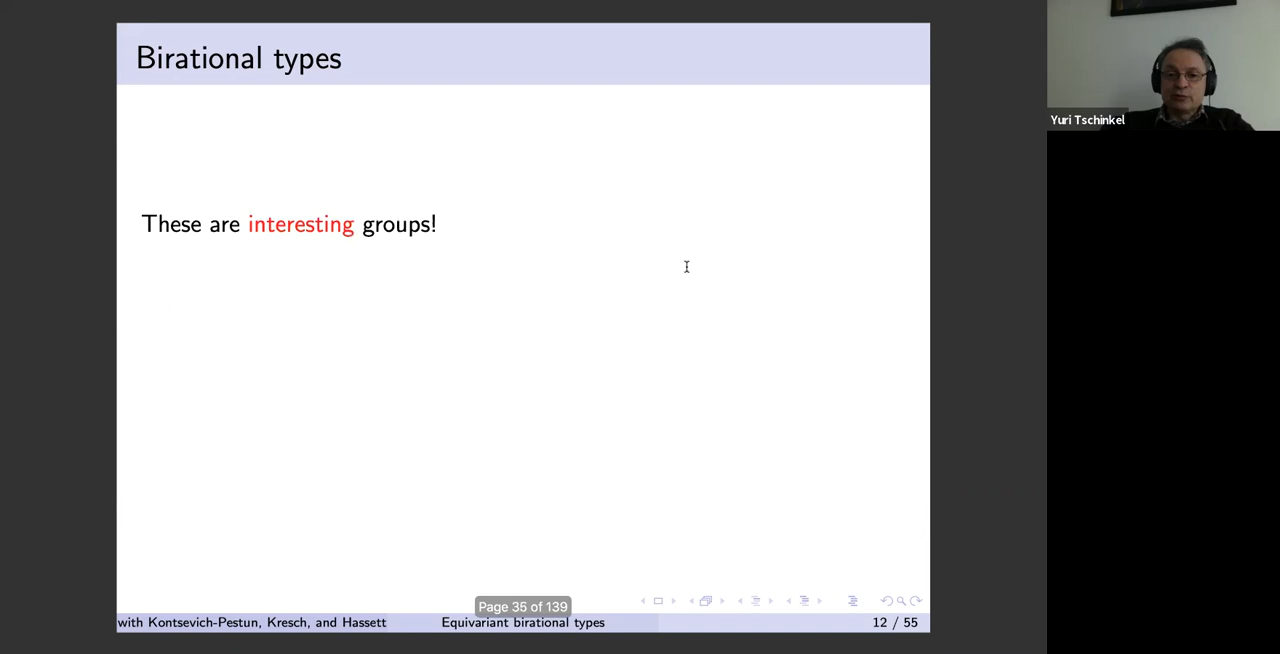 Birational types
Yuri Tschinkel
These are interesting groups!
Page 35 of 139
with Kontsevich-Pestun, Kresch, and Hassett
Equivariant birational types
12 / 55